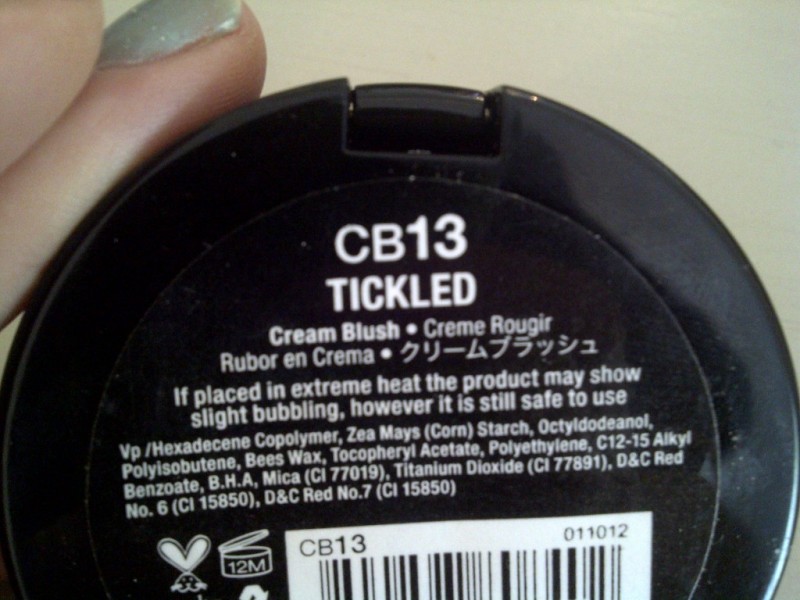 CB13
TICKLED
Cream Blush • Creme Rougir
Rubor en Crema • クリームブラッシュ
If placed in extreme heat the product may show
slight bubbling, however it is still safe to use
Vp /Hexadecene Copolymer, Zea Mays (Corn) Starch, Octyldodeanol,
Polyisobutene, Bees Wax, Tocopheryl Acetate, Polyethylene, C12-15 Alkyl
Benzoate, B.H.A, Mica (CI 77019), Titanium Dioxide (CI 77891), D&C Red
No. 6 (CI 15850), D&C Red No.7 (CI 15850)
12M
CB13 011012